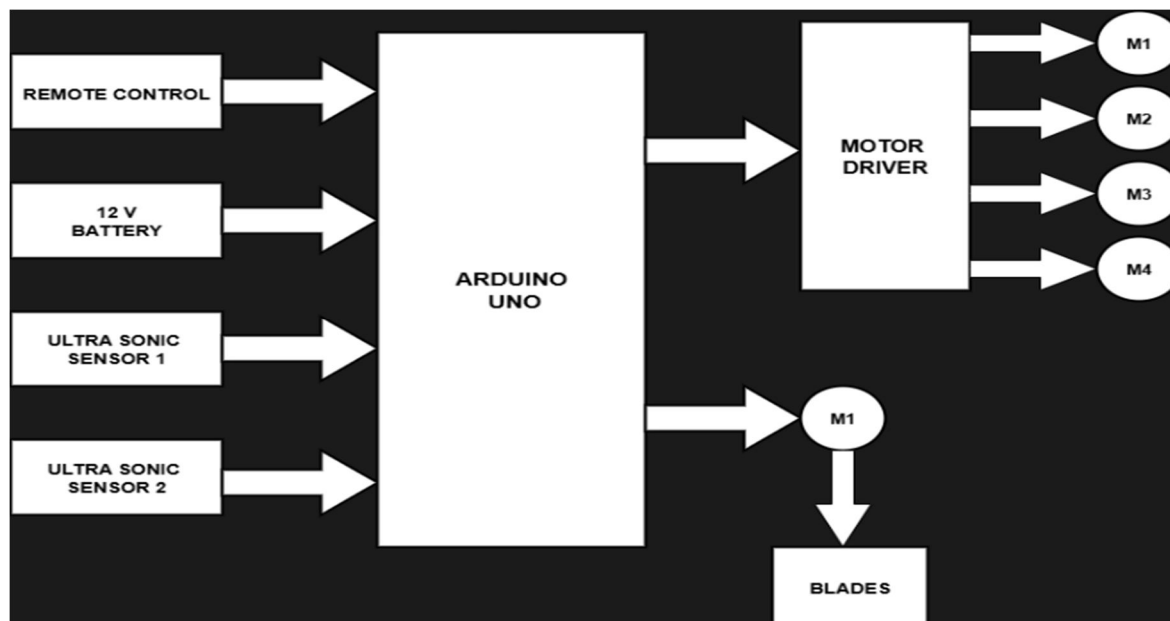 REMOTE CONTROL
12 V
BATTERY
ULTRA SONIC
SENSOR 1
ULTRA SONIC
SENSOR 2
ARDUINO
UNO
MOTOR
DRIVER
M1
M2
M3
M4
M1
BLADES